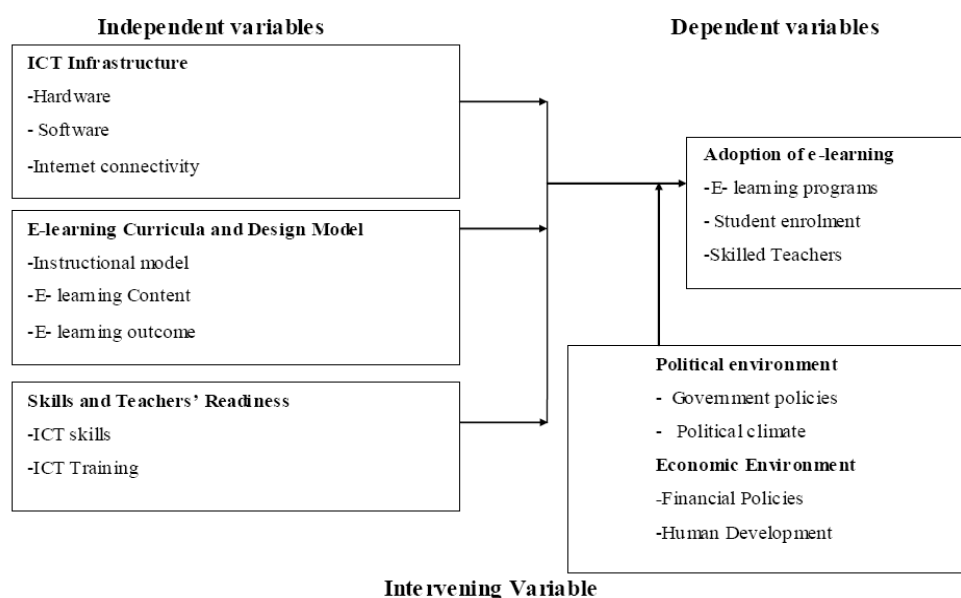 Independent variables
Dependent variables
ICT Infrastructure
-Hardware
- Software
-Internet connectivity
E-learning Curricula and Design Model
-Instructional model
-E- learning Content
-E- learning outcome
Skills and Teachers’ Readiness
-ICT skills
-ICT Training
Adoption of e-learning
-E- learning programs
- Student enrolment
-Skilled Teachers
Political environment
- Government policies
- Political climate
Economic Environment
-Financial Policies
-Human Development
Intervening Variable